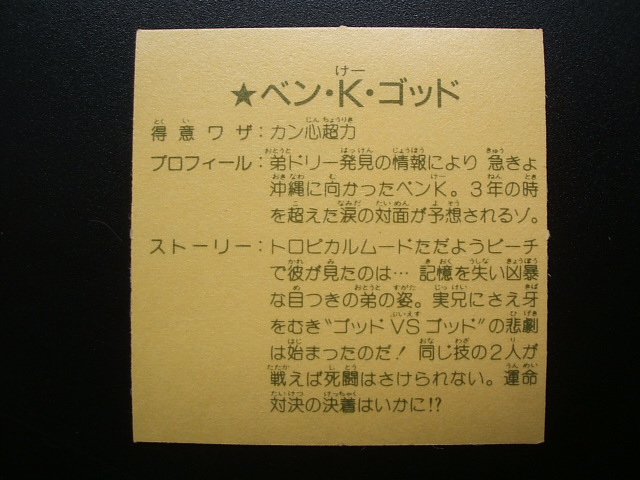 ★ベン・K・ゴッド
得意ワザ：カン心超力
プロフィール：弟ドリー発見の情報により 急きょ
沖縄に向かったベンK。3年の時
を超えた涙の対面が予想されるゾ。
ストーリー：トロピカルムードただようビーチ
で彼が見たのは… 記憶を失い凶暴
な目つきの弟の姿。実兄にさえ牙
をむき“ゴッドVSゴッド”の悲劇
は始まったのだ！ 同じ技の2人が
戦えば死闘はさけられない。運命
対決の決着はいかに!?